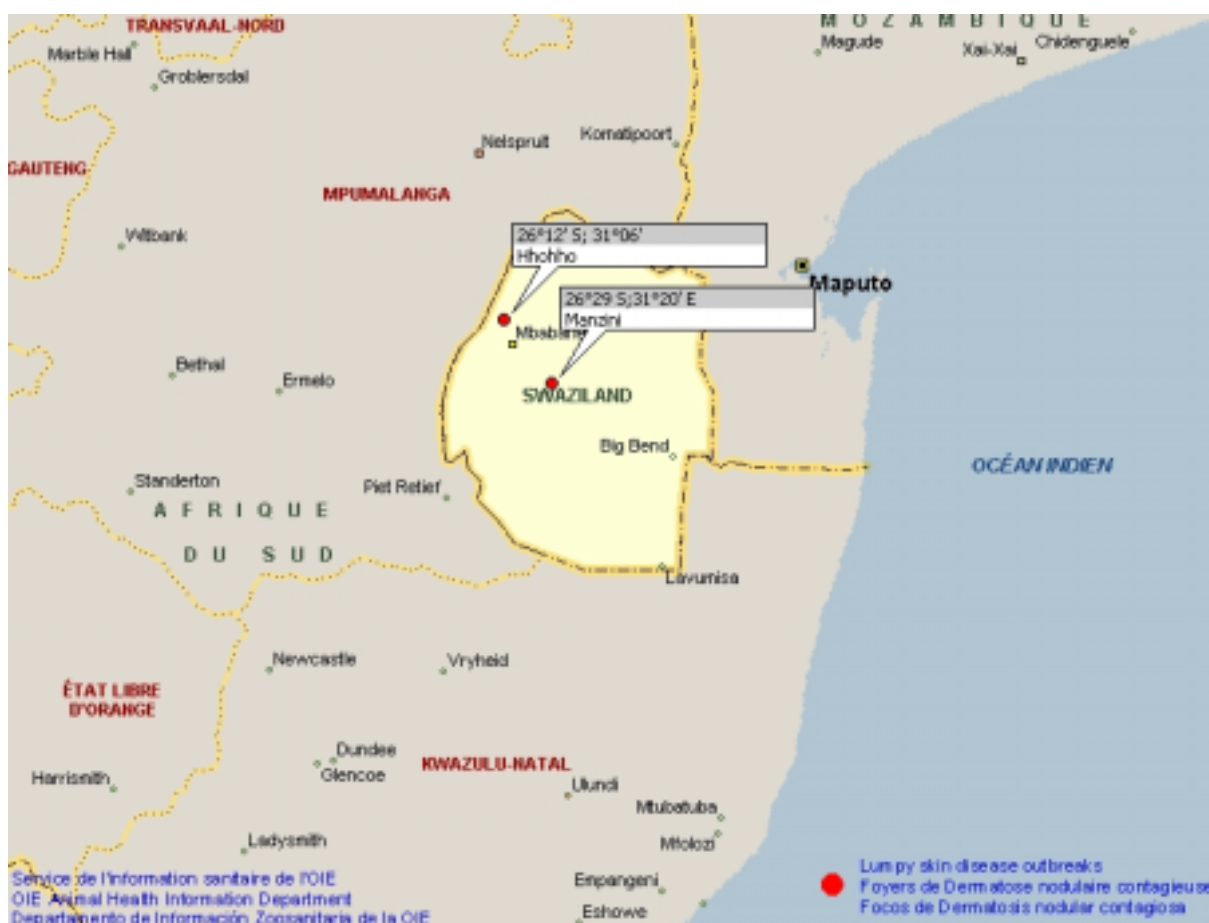 TRANSVAAL-NORD
MOZAMBIQUE
Marble Hall
Magude
Xai-Xai
Chidenguele
Groblersdal
Nelspruit
Komatipoort
GAUTENG
MPUMALANGA
Witbank
26°12' S; 31°06'
Hhohho
Maputo
26°29 S;31°20' E
Manzini
Mbabane
Bethal
Ermelo
SWAZILAND
Big Bend
OCÉAN INDIEN
Standerton
Piet Retief
AFRIQUE
DU SUD
Lavumisa
Newcastle
Vryheid
ÉTAT LIBRE
D'ORANGE
Dundee
Glencoe
KWAZULU-NATAL
Harrismith
Ulundi
Mtubatuba
Mfolozi
Ladysmith
Empangeni
Eshowe
Service de l'Information sanitaire de l'OIE
OIE Animal Health Information Department
Departamento de Información Zoosanitaria de la OIE
Lumpy skin disease outbreaks
Foyers de Dermatose nodulaire contagieuse
Focos de Dermatosis nodular contagiosa